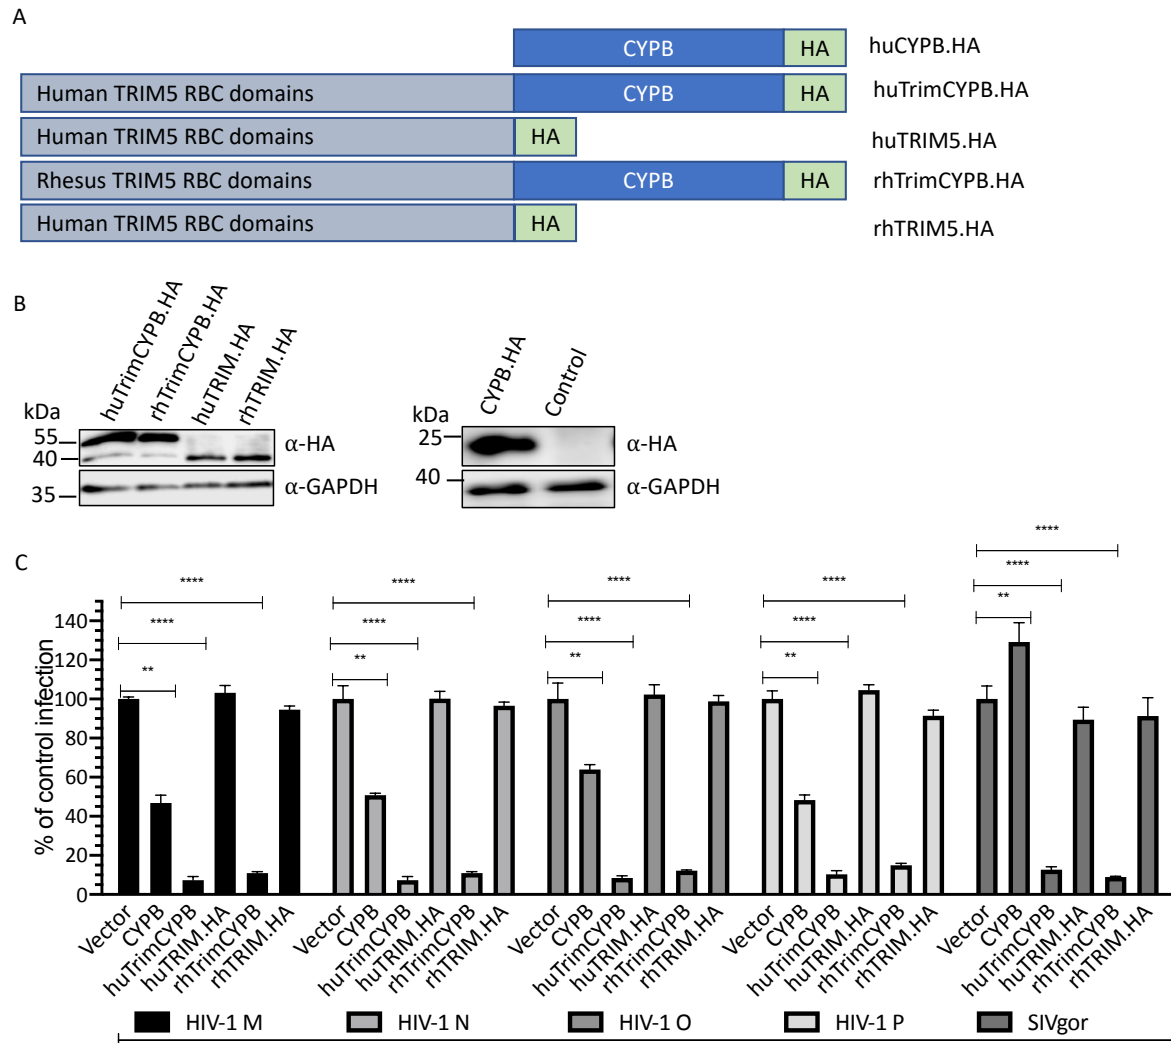 A
CYPB HA huCYPB.HA
Human TRIM5 RBC domains CYPB HA huTrimCYPB.HA
Human TRIM5 RBC domains HA huTRIM5.HA
Rhesus TRIM5 RBC domains CYPB HA rhTrimCYPB.HA
Human TRIM5 RBC domains HA rhTRIM5.HA
B
huTrimCYPB.HA rhTrimCYPB.HA huTRIM.HA rhTRIM.HA CYPB.HA Control
kDa kDa
55 α-HA 25 α-HA
40
35 α-GAPDH 40 α-GAPDH
C
**** **** **** **** ****
**** **** **** **** ****
** ** ** ** **
% of control infection
140
120
100
80
60
40
20
0
Vector CYPB huTrimCYPB huTRIM.HA rhTrimCYPB rhTRIM.HA Vector CYPB huTrimCYPB huTRIM.HA rhTrimCYPB rhTRIM.HA Vector CYPB huTrimCYPB huTRIM.HA rhTrimCYPB rhTRIM.HA Vector CYPB huTrimCYPB huTRIM.HA rhTrimCYPB rhTRIM.HA Vector CYPB huTrimCYPB huTRIM.HA rhTrimCYPB rhTRIM.HA
HIV-1 M HIV-1 N HIV-1 O HIV-1 P SIVgor